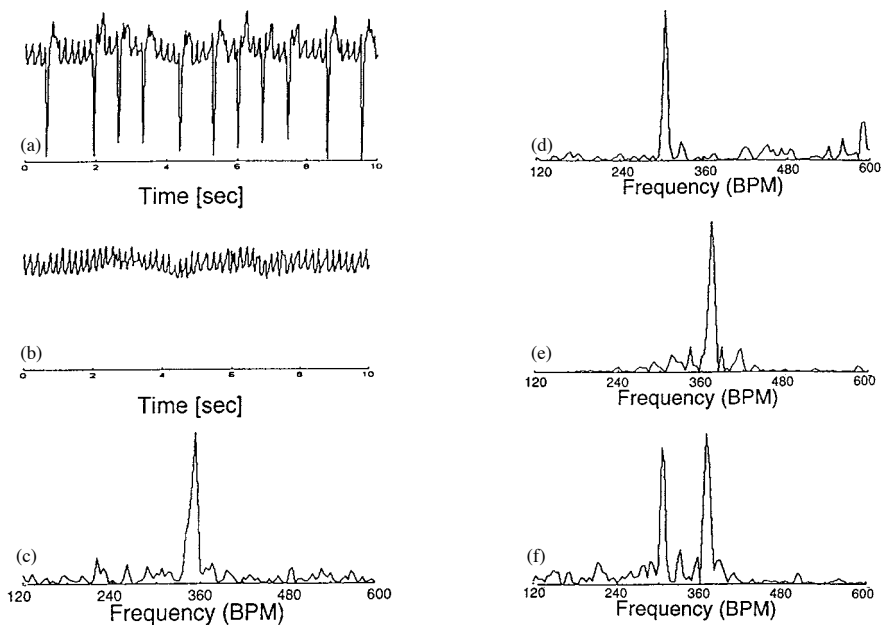 (a)
0 2 4 6 8 10
Time [sec]
(b)
0 2 4 6 8 10
Time [sec]
(c)
120 240 360 480 600
Frequency (BPM)
(d)
120 240 360 480 600
Frequency (BPM)
(e)
120 240 360 480 600
Frequency (BPM)
(f)
120 240 360 480 600
Frequency (BPM)